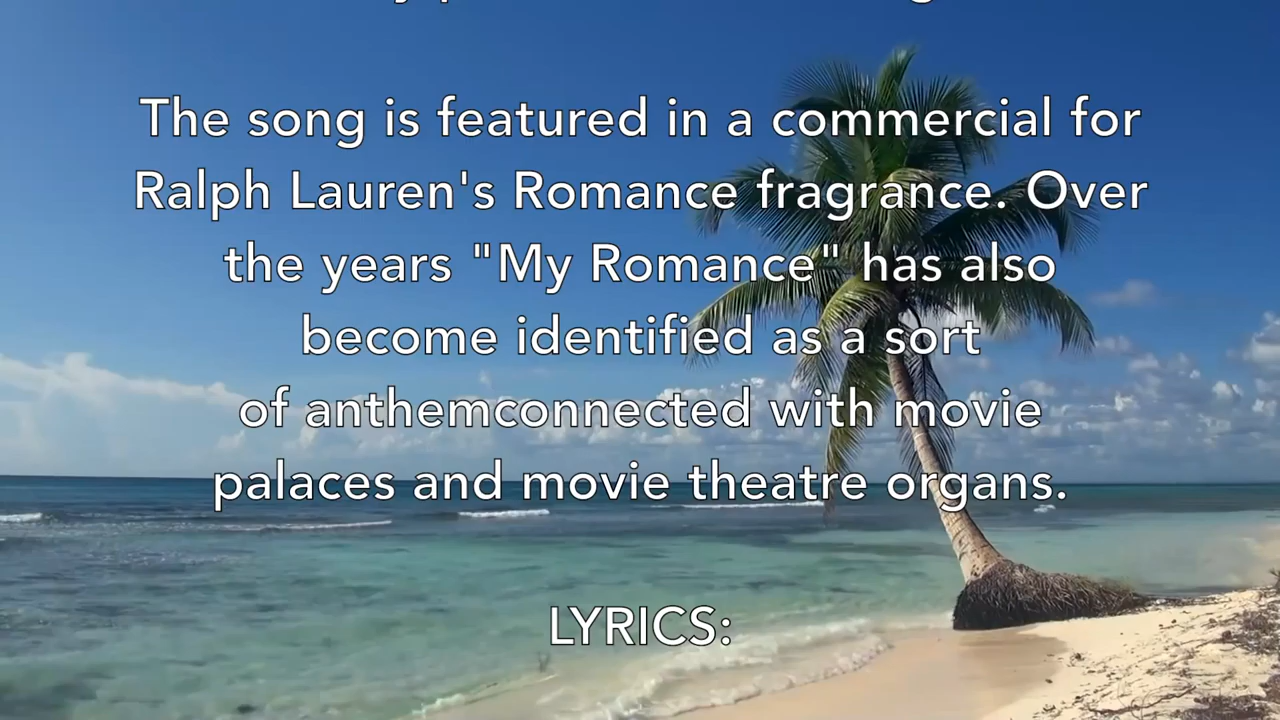 The song is featured in a commercial for
Ralph Lauren's Romance fragrance. Over
the years "My Romance" has also
become identified as a sort
of anthemconnected with movie
palaces and movie theatre organs.
LYRICS: